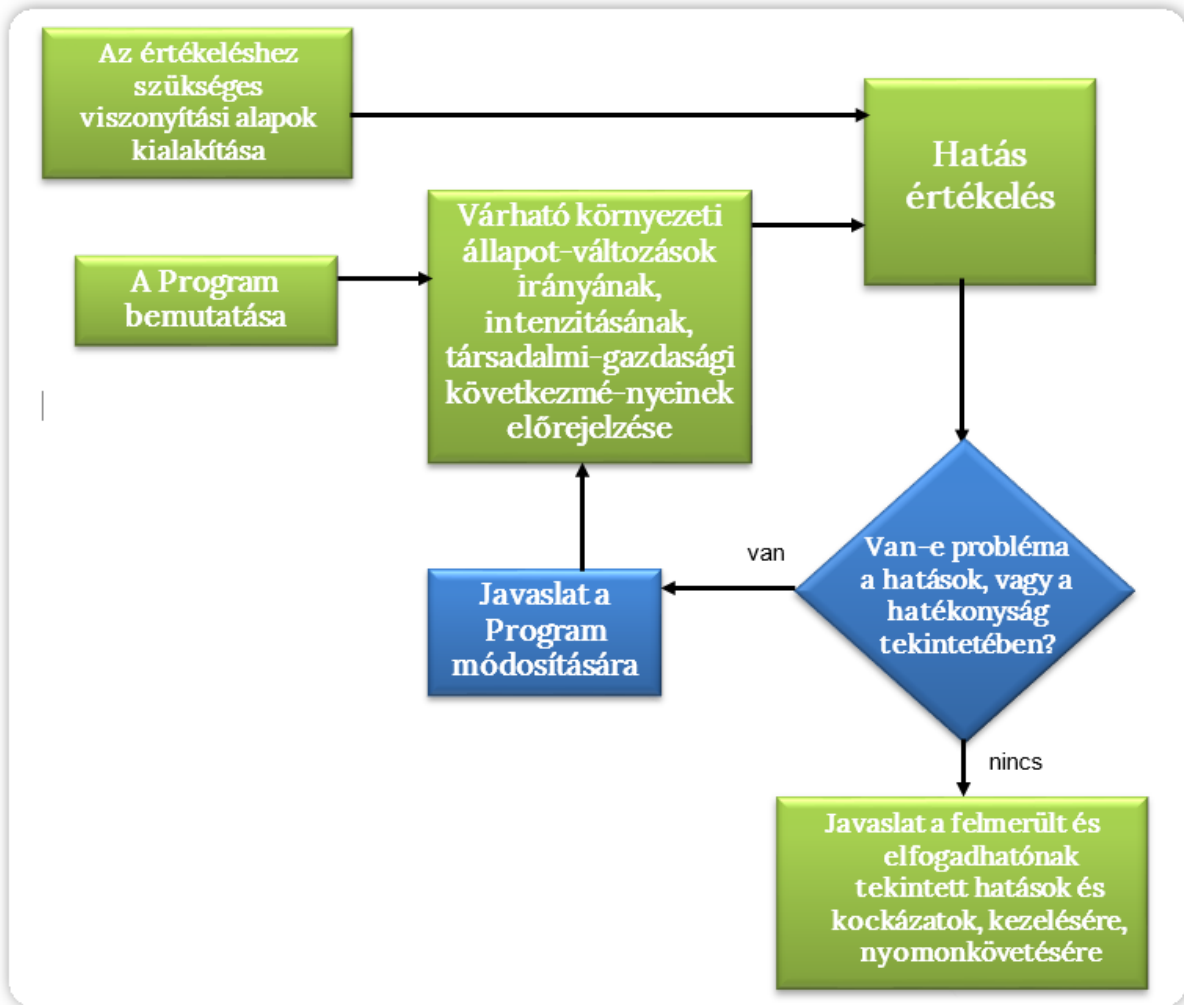 Az értékeléshez
szükséges
viszonyítási alapok
kialakítása
Hatás
értékelés
Várható környezeti
állapot-változások
irányának,
intenzitásának,
társadalmi-gazdasági
következmé-nyeinek
előrejelzése
A Program
bemutatása
van
Van-e probléma
a hatások, vagy a
hatékonyság
tekintetében?
Javaslat a
Program
módosítására
nincs
Javaslat a felmerült és
elfogadhatónak
tekintett hatások és
kockázatok, kezelésére,
nyomonkövetésére